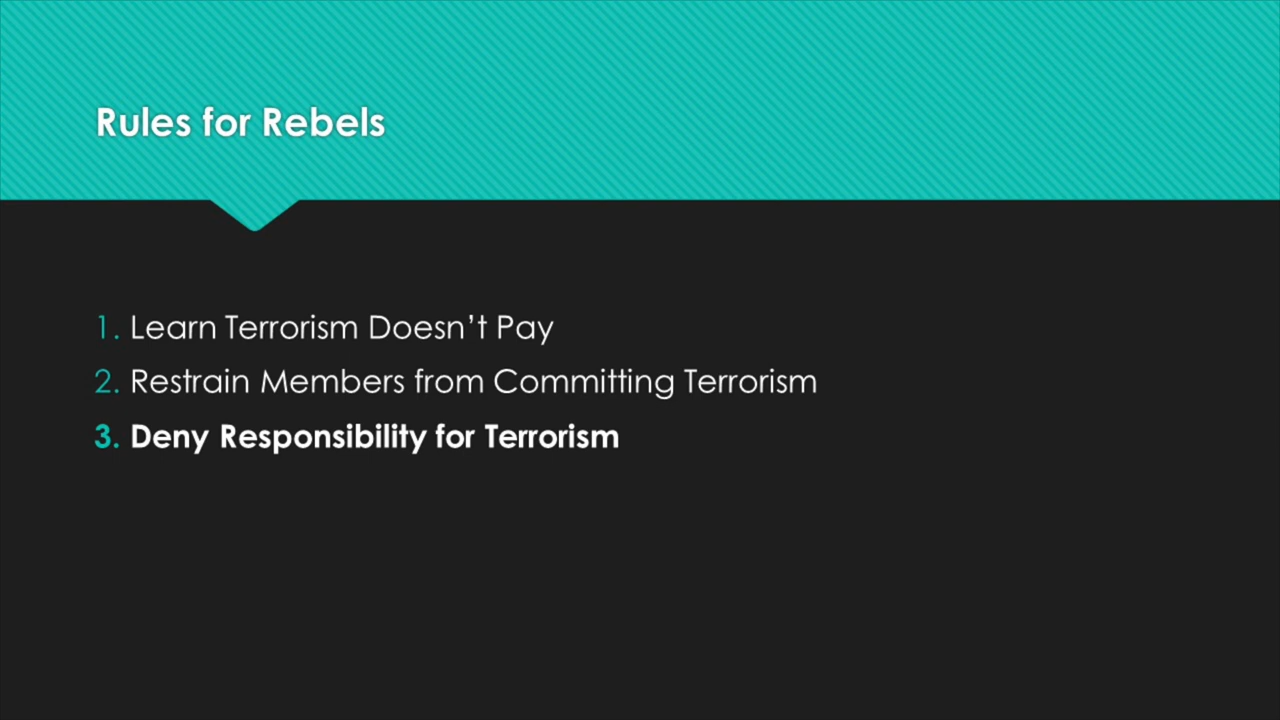 Rules for Rebels
1. Learn Terrorism Doesn’t Pay
2. Restrain Members from Committing Terrorism
3. Deny Responsibility for Terrorism